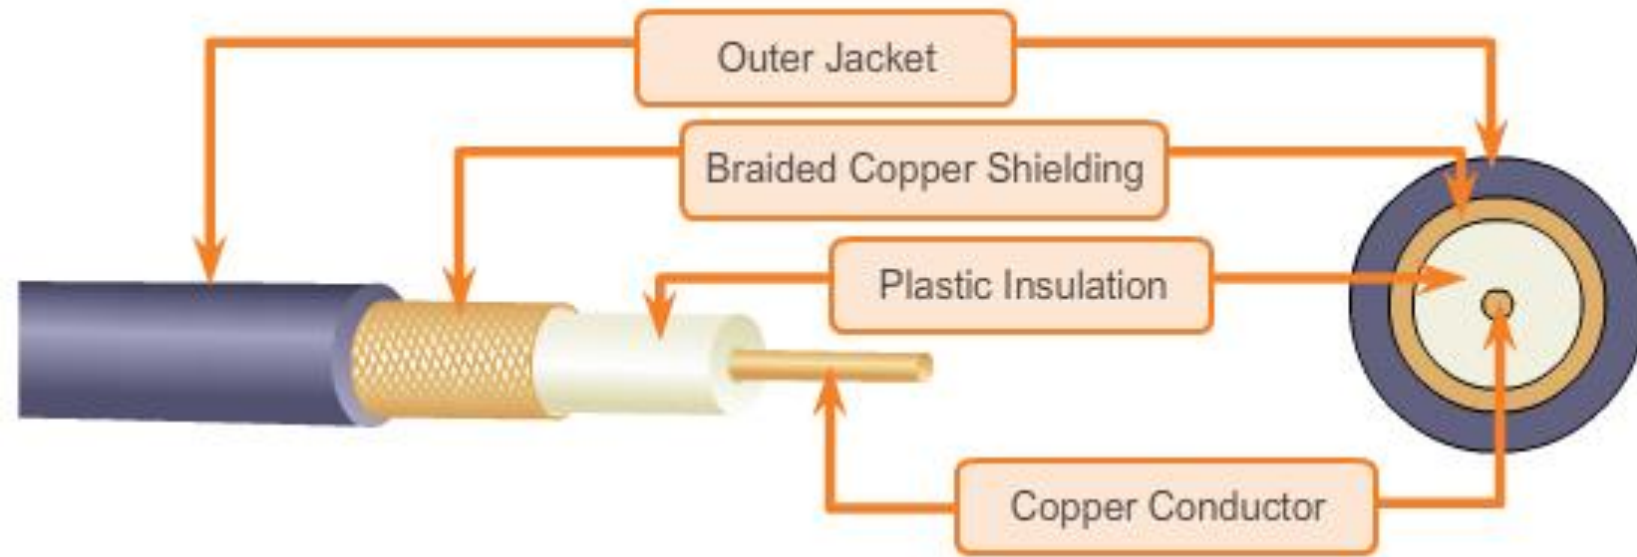 Outer Jacket
Braided Copper Shielding
Plastic Insulation
Copper Conductor